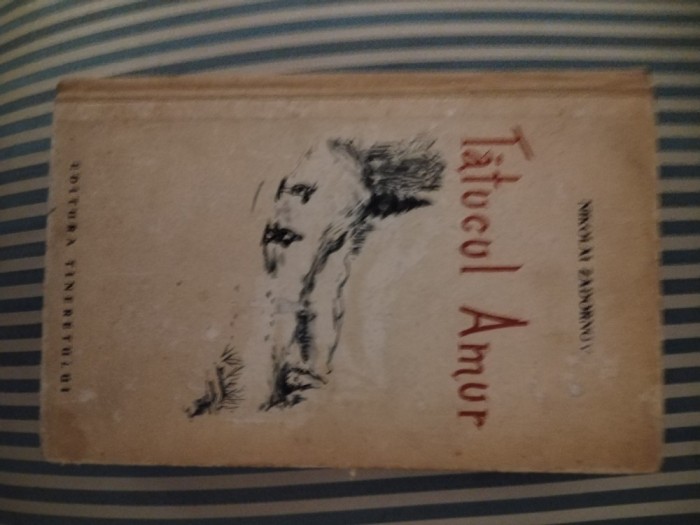 NIKOLAI ZADORNOV
Tătucul Amur
EDITURA TINERETULUI